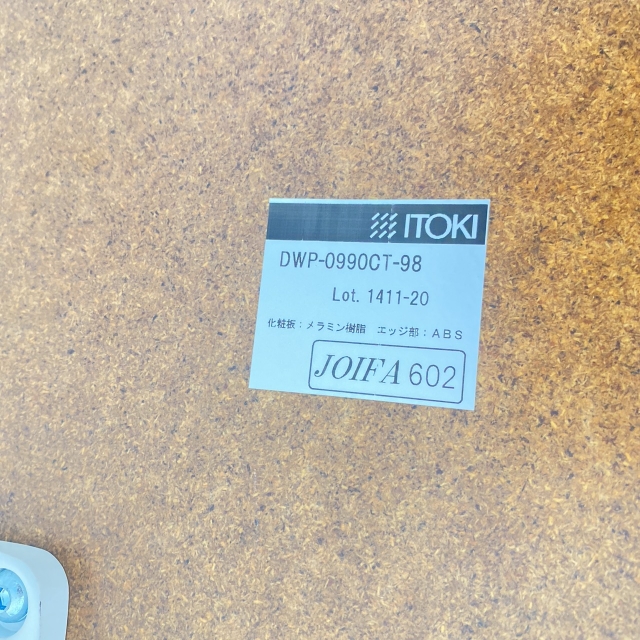 ITOKI
DWP-0990CT-98
Lot. 1411-20
化粧板：メラミン樹脂　エッジ部：ABS
JOIFA 602